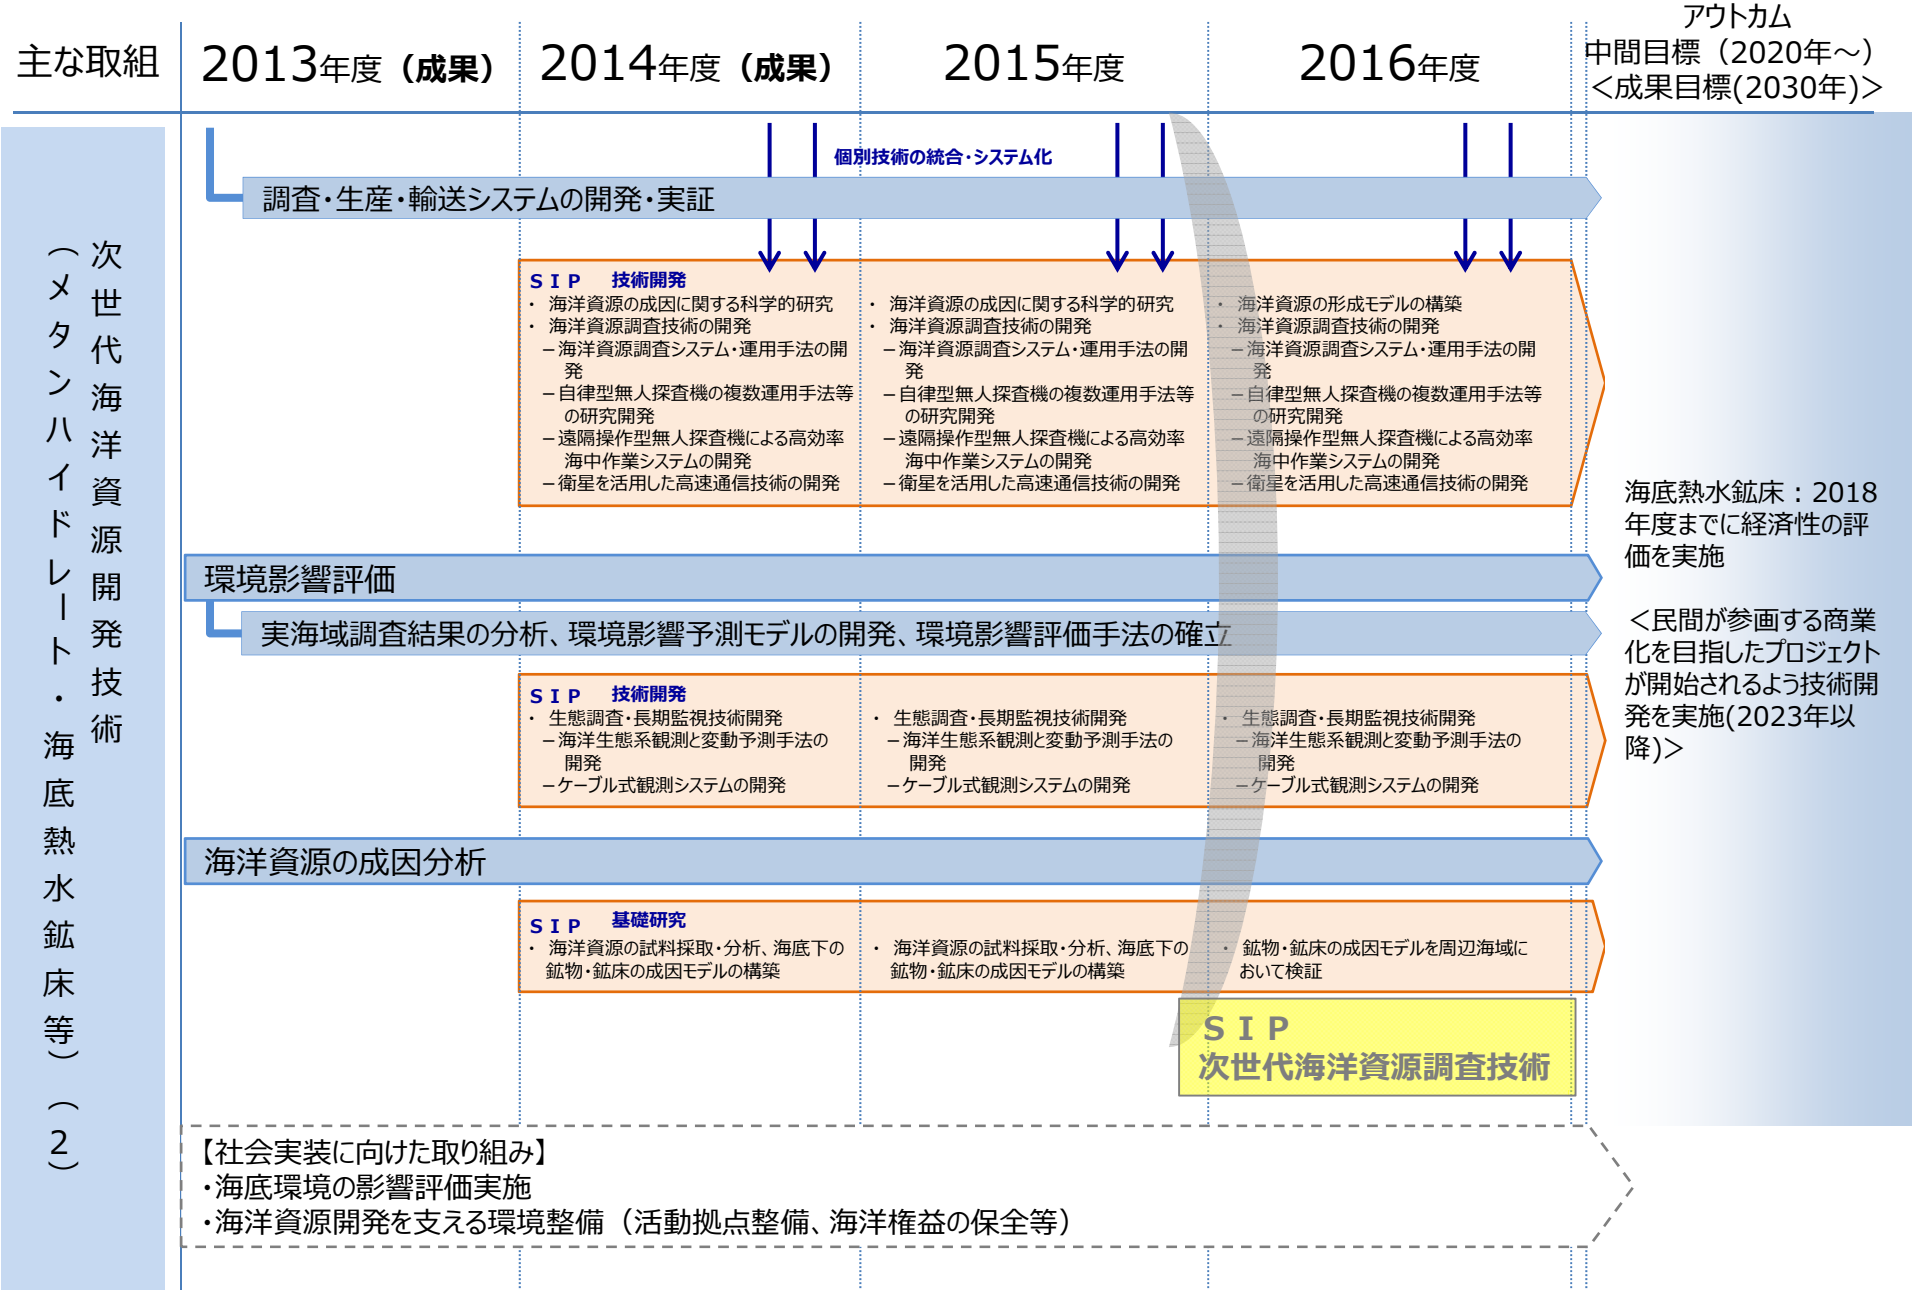 主な取組
2013年度（成果）
2014年度（成果）
2015年度
2016年度
アウトカム
中間目標（2020年～）
＜成果目標(2030年)＞
次世代海洋資源開発技術
（メタンハイドレート・海底熱水鉱床等）（2）
個別技術の統合・システム化
調査・生産・輸送システムの開発・実証
ＳＩＰ　技術開発
・ 海洋資源の成因に関する科学的研究
・ 海洋資源調査技術の開発
－海洋資源調査システム・運用手法の開
発
－自律型無人探査機の複数運用手法等
の研究開発
－遠隔操作型無人探査機による高効率
海中作業システムの開発
－衛星を活用した高速通信技術の開発
・ 海洋資源の成因に関する科学的研究
・ 海洋資源調査技術の開発
－海洋資源調査システム・運用手法の開
発
－自律型無人探査機の複数運用手法等
の研究開発
－遠隔操作型無人探査機による高効率
海中作業システムの開発
－衛星を活用した高速通信技術の開発
・ 海洋資源の形成モデルの構築
・ 海洋資源調査技術の開発
－海洋資源調査システム・運用手法の開
発
－自律型無人探査機の複数運用手法等
の研究開発
－遠隔操作型無人探査機による高効率
海中作業システムの開発
－衛星を活用した高速通信技術の開発
環境影響評価
実海域調査結果の分析、環境影響予測モデルの開発、環境影響評価手法の確立
ＳＩＰ　技術開発
・ 生態調査・長期監視技術開発
－海洋生態系観測と変動予測手法の
開発
－ケーブル式観測システムの開発
・ 生態調査・長期監視技術開発
－海洋生態系観測と変動予測手法の
開発
－ケーブル式観測システムの開発
・ 生態調査・長期監視技術開発
－海洋生態系観測と変動予測手法の
開発
－ケーブル式観測システムの開発
海洋資源の成因分析
ＳＩＰ　基礎研究
・ 海洋資源の試料採取・分析、海底下の
鉱物・鉱床の成因モデルの構築
・ 海洋資源の試料採取・分析、海底下の
鉱物・鉱床の成因モデルの構築
・ 鉱物・鉱床の成因モデルを周辺海域に
おいて検証
ＳＩＰ
次世代海洋資源調査技術
海底熱水鉱床：2018
年度までに経済性の評
価を実施
＜民間が参画する商業
化を目指したプロジェクト
が開始されるよう技術開
発を実施(2023年以
降)＞
【社会実装に向けた取り組み】
・海底環境の影響評価実施
・海洋資源開発を支える環境整備（活動拠点整備、海洋権益の保全等）